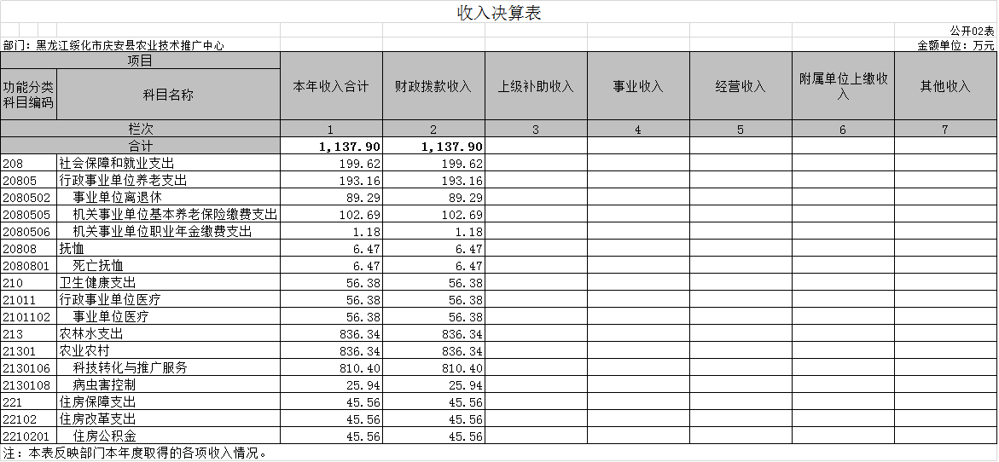 收入决算表
公开02表
部门：黑龙江绥化市庆安县农业技术推广中心 金额单位：万元
项目 本年收入合计 财政拨款收入 上级补助收入 事业收入 经营收入 附属单位上缴收入 其他收入
功能分类科目编码 科目名称
栏次 1 2 3 4 5 6 7
合计 1,137.90 1,137.90
208 社会保障和就业支出 199.62 199.62
20805 行政事业单位养老支出 193.16 193.16
2080502 事业单位离退休 89.29 89.29
2080505 机关事业单位基本养老保险缴费支出 102.69 102.69
2080506 机关事业单位职业年金缴费支出 1.18 1.18
20808 抚恤 6.47 6.47
2080801 死亡抚恤 6.47 6.47
210 卫生健康支出 56.38 56.38
21011 行政事业单位医疗 56.38 56.38
2101102 事业单位医疗 56.38 56.38
213 农林水支出 836.34 836.34
21301 农业农村 836.34 836.34
2130106 科技转化与推广服务 810.40 810.40
2130108 病虫害控制 25.94 25.94
221 住房保障支出 45.56 45.56
22102 住房改革支出 45.56 45.56
2210201 住房公积金 45.56 45.56
注：本表反映部门本年度取得的各项收入情况。